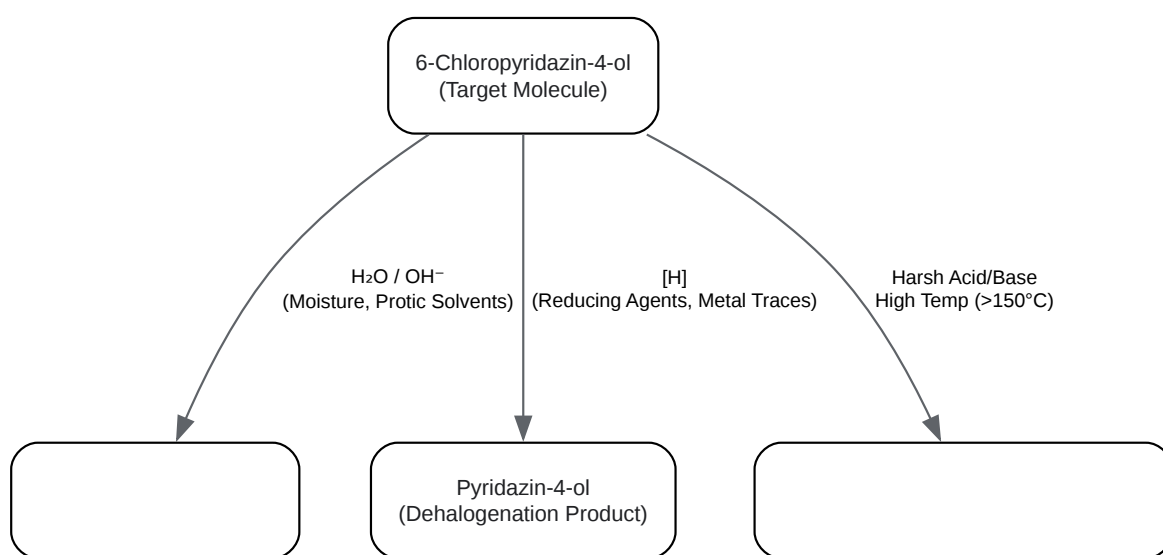 6-Chloropyridazin-4-ol
(Target Molecule)
H₂O / OH⁻
(Moisture, Protic Solvents)
[H]
(Reducing Agents, Metal Traces)
Harsh Acid/Base
High Temp (>150°C)
Pyridazin-4-ol
(Dehalogenation Product)